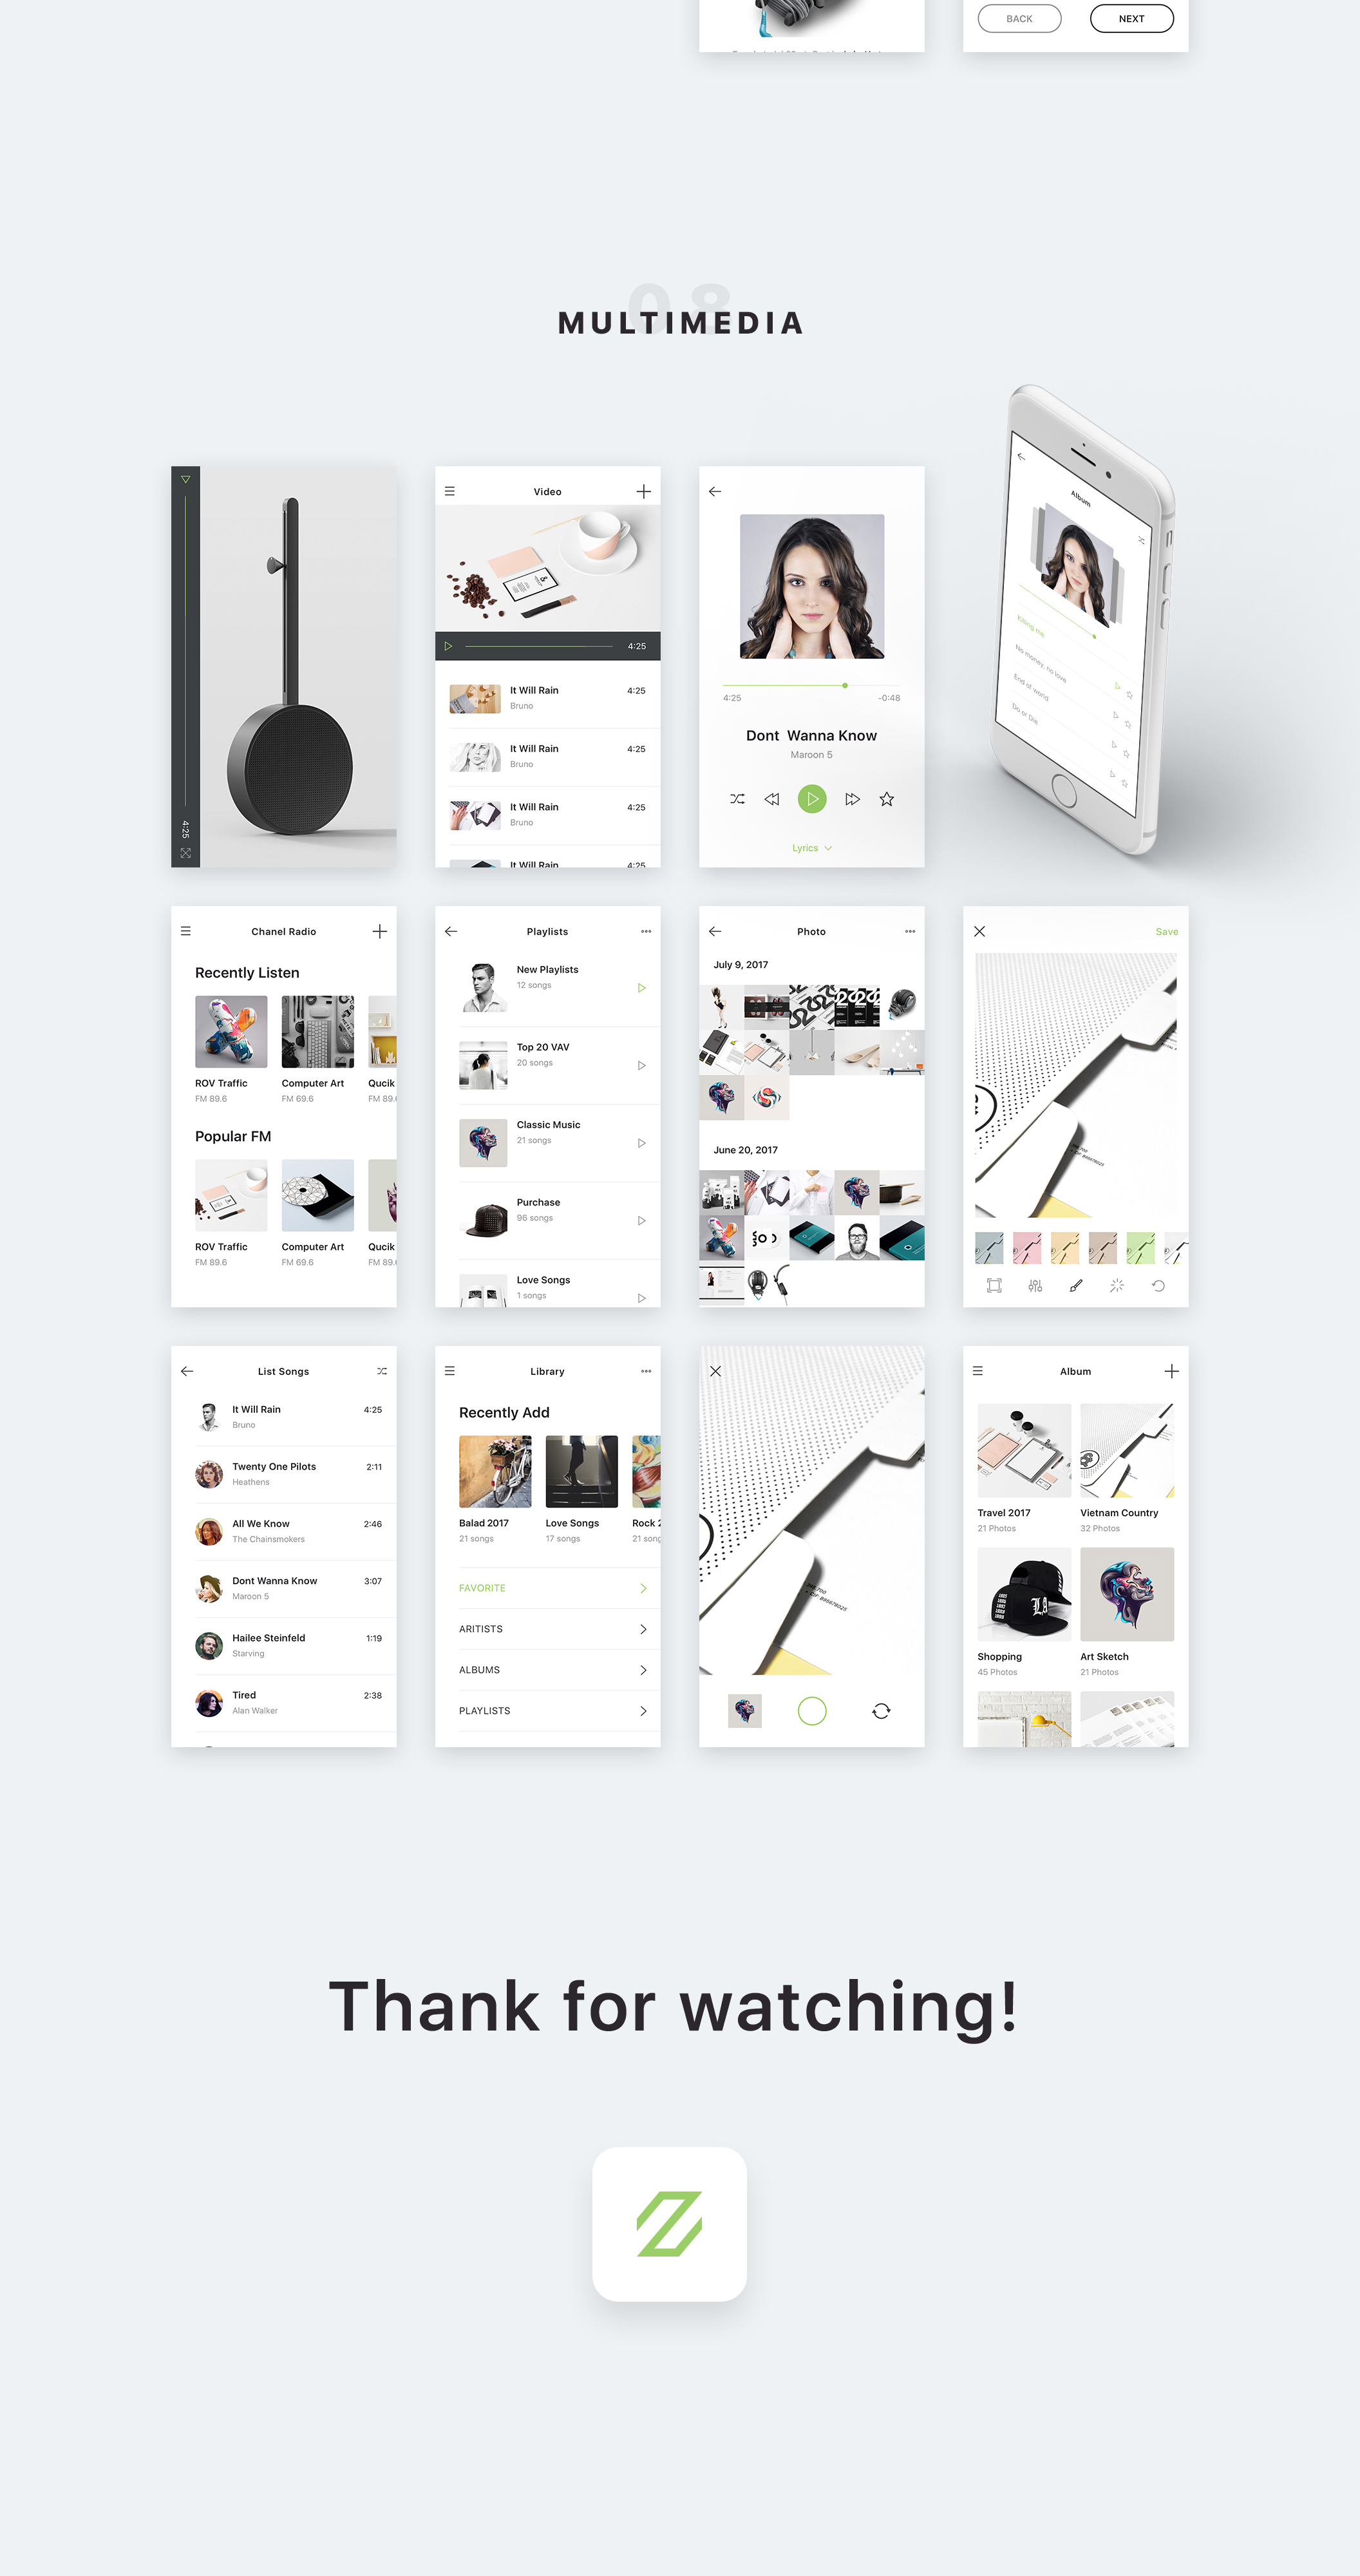 BACK
NEXT
08
MULTIMEDIA
4:25
Video
4:25
It Will Rain
4:25
Bruno
It Will Rain
4:25
Bruno
It Will Rain
4:25
Bruno
It Will Rain
4:25
4:25
-0:48
Dont Wanna Know
Maroon 5
Lyrics
Album
Killing me
No money, no love
End of world
Do or Die
Chanel Radio
Recently Listen
ROV Traffic
Computer Art
Qucik
FM 89.6
FM 69.6
FM 89.6
Popular FM
ROV Traffic
Computer Art
Qucik
FM 89.6
FM 69.6
FM 89.6
Playlists
New Playlists
12 songs
Top 20 VAV
20 songs
Classic Music
21 songs
Purchase
96 songs
Love Songs
1 songs
Photo
July 9, 2017
June 20, 2017
Save
List Songs
It Will Rain
4:25
Bruno
Twenty One Pilots
2:11
Heathens
All We Know
2:46
The Chainsmokers
Dont Wanna Know
3:07
Maroon 5
Hailee Steinfeld
1:19
Starving
Tired
2:38
Alan Walker
Library
Recently Add
Balad 2017
Love Songs
Rock 2
21 songs
17 songs
21 song
FAVORITE
ARITISTS
ALBUMS
PLAYLISTS
Album
Travel 2017
Vietnam Country
21 Photos
32 Photos
LA
Shopping
Art Sketch
45 Photos
21 Photos
Thank for watching!